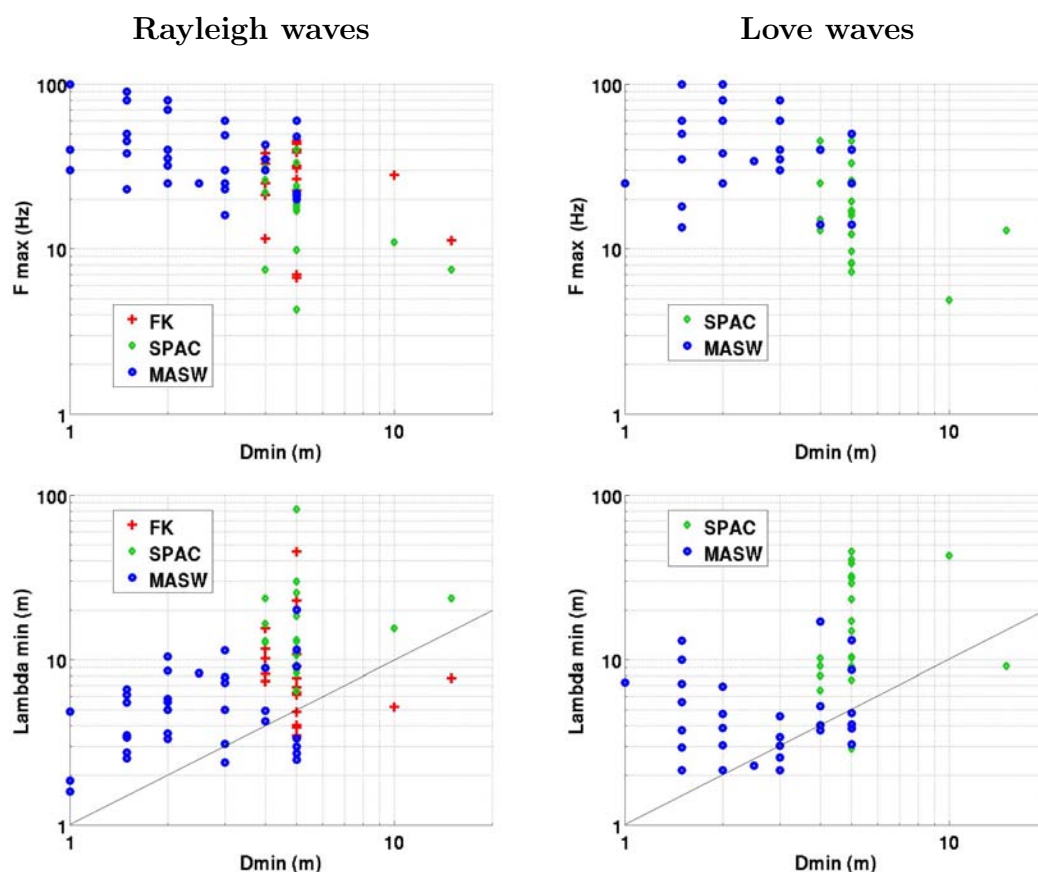 Rayleigh waves
Love waves
100
10
1
F max (Hz)
FK
SPAC
MASW
1
10
Dmin (m)
100
10
1
F max (Hz)
SPAC
MASW
1
10
Dmin (m)
100
10
1
Lambda min (m)
FK
SPAC
MASW
1
10
Dmin (m)
100
10
1
Lambda min (m)
SPAC
MASW
1
10
Dmin (m)